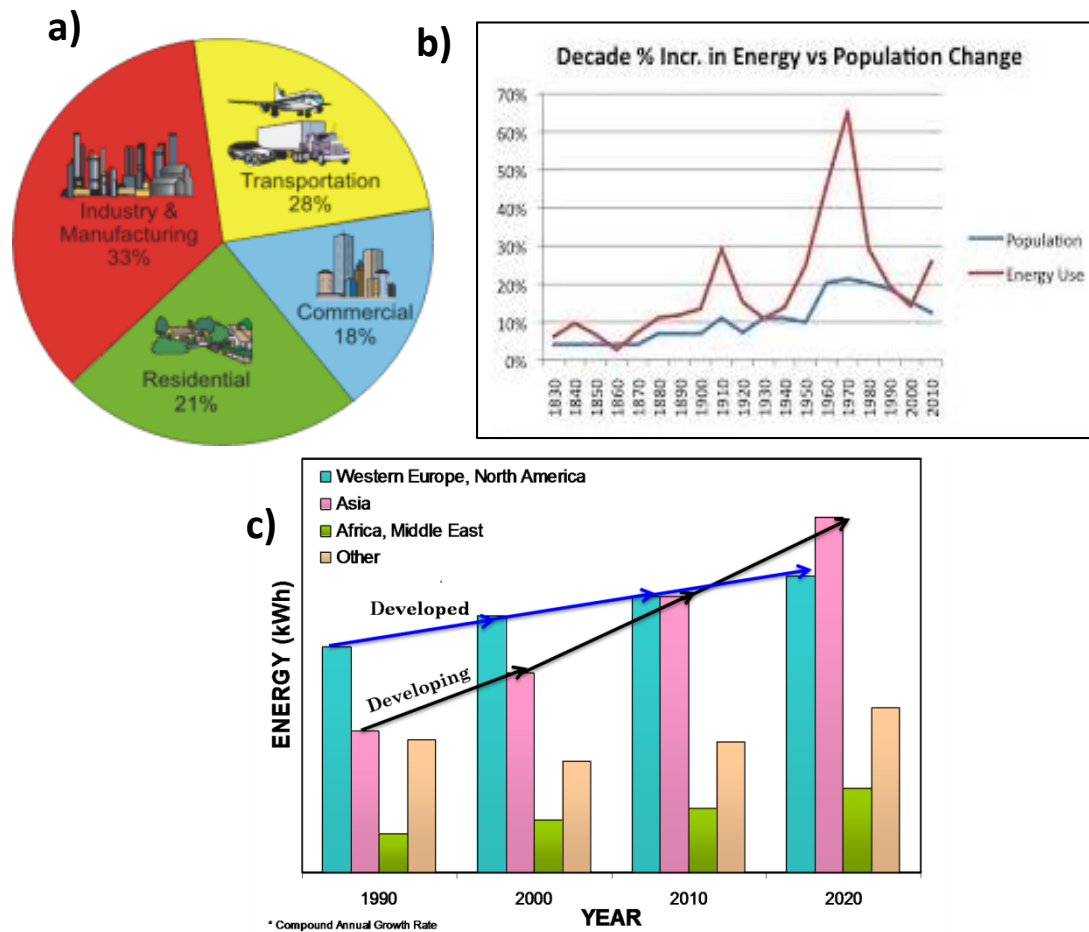 a)
Industry &
Manufacturing
33%
Transportation
28%
Commercial
18%
Residential
21%
b)
Decade % Incr. in Energy vs Population Change
70%
60%
50%
40%
30%
20%
10%
0%
1830
1840
1850
1860
1870
1880
1890
1900
1910
1920
1930
1940
1950
1960
1970
1980
1990
2000
2010
Population
Energy Use
c)
Western Europe, North America
Asia
Africa, Middle East
Other
Developed
Developing
ENERGY (kWh)
1990 2000 2010 2020
YEAR
* Compound Annual Growth Rate